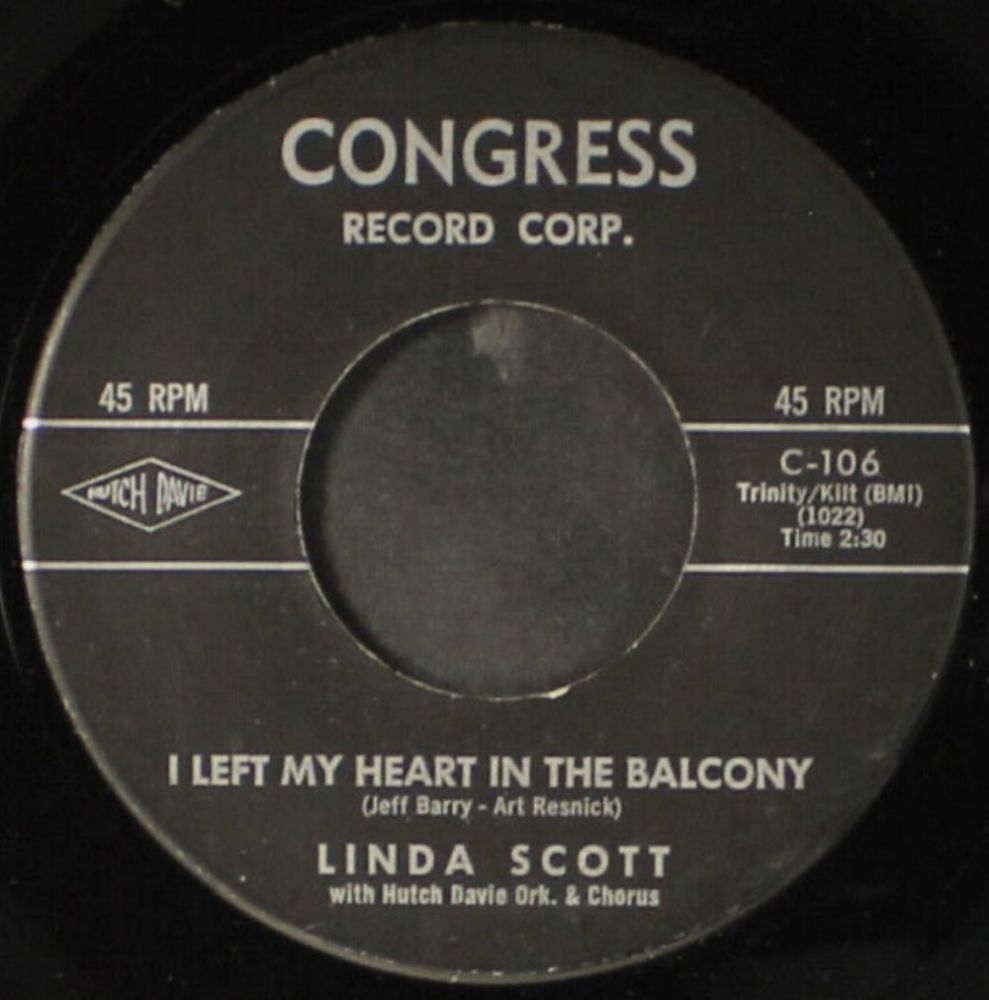 CONGRESS
RECORD CORP.
45 RPM
45 RPM
HUTCH DAVIE
C-106
Trinity/Kilt (BMI)
(1022)
Time 2:30
I LEFT MY HEART IN THE BALCONY
(Jeff Barry - Art Resnick)
LINDA SCOTT
with Hutch Davie Ork. & Chorus